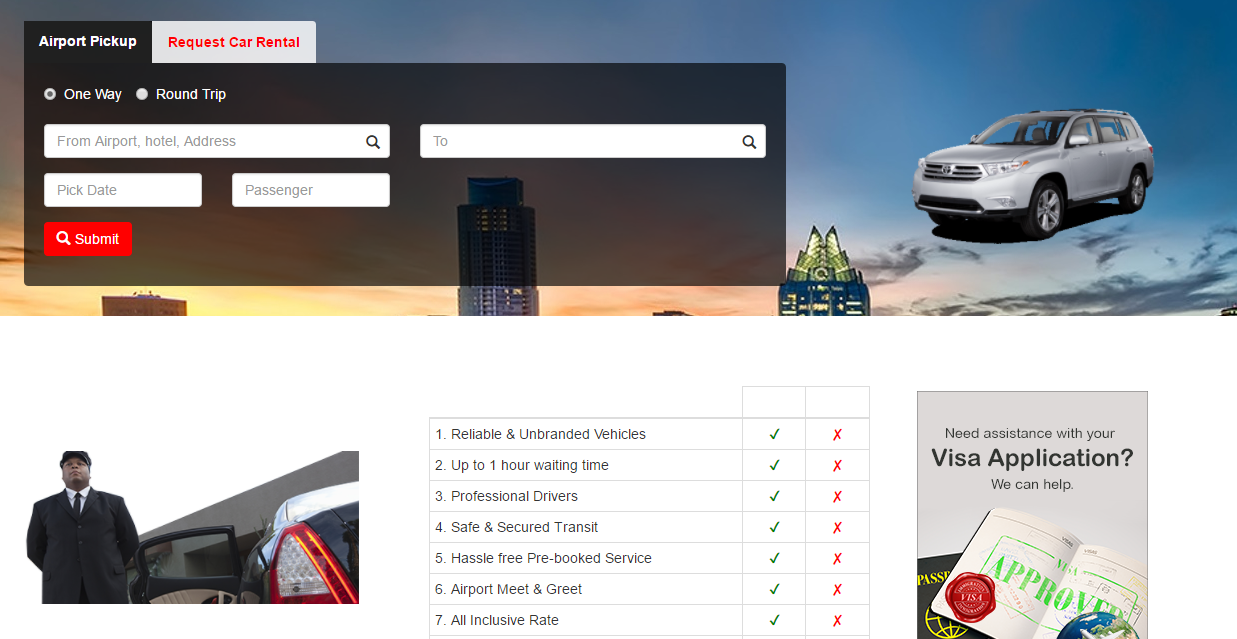 Airport Pickup
Request Car Rental
One Way
Round Trip
From Airport, hotel, Address
To
Pick Date
Passenger
Submit
1. Reliable & Unbranded Vehicles ✓ ✗
2. Up to 1 hour waiting time ✓ ✗
3. Professional Drivers ✓ ✗
4. Safe & Secured Transit ✓ ✗
5. Hassle free Pre-booked Service ✓ ✗
6. Airport Meet & Greet ✓ ✗
7. All Inclusive Rate ✓ ✗
Need assistance with your
Visa Application?
We can help.
VISAS
VISAS
VISA
APPROVED
PASS
VISA